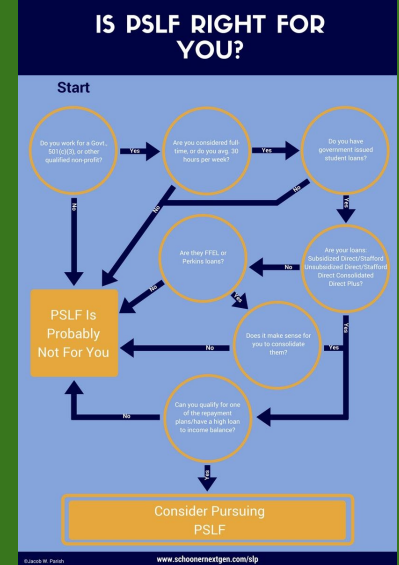 IS PSLF RIGHT FOR
YOU?
Start
Do you work for a Govt.,
501(c)(3), or other
qualified non-profit?
Yes
Are you considered full-
time, or do you avg. 30
hours per week?
Yes
Do you have
government issued
student loans?
No
No
No
Yes
Are your loans:
Subsidized Direct/Stafford
Unsubsidized Direct/Stafford
Direct Consolidated
Direct Plus?
No
Are they FFEL or
Perkins loans?
No
Yes
PSLF Is
Probably
Not For You
Does it make sense for
you to consolidate
them?
No
Yes
Yes
Can you qualify for one
of the repayment
plans/have a high loan
to income balance?
No
Yes
Consider Pursuing
PSLF
©Jacob W. Parish
www.schoonernextgen.com/slp